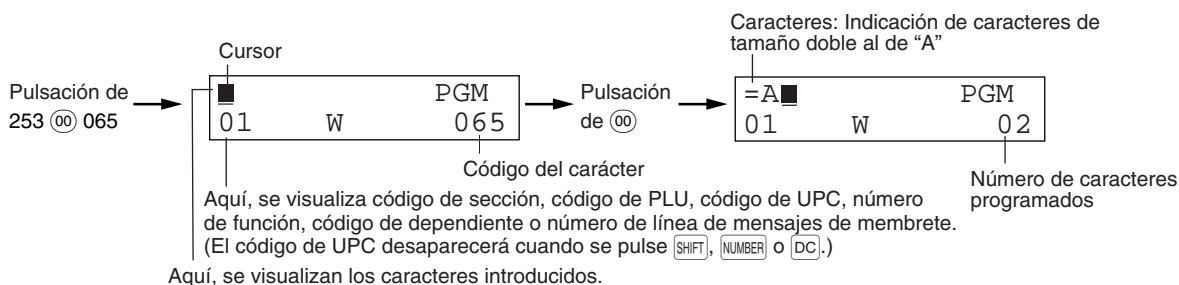 Caracteres: Indicación de caracteres de
tamaño doble al de “A”
Cursor
Pulsación de
253 00 065
PGM
01 W 065
Pulsación
de 00
=A PGM
01 W 02
Código del carácter
Número de caracteres
programados
Aquí, se visualiza código de sección, código de PLU, código de UPC, número
de función, código de dependiente o número de línea de mensajes de membrete.
(El código de UPC desaparecerá cuando se pulse SHIFT, NUMBER o DC.)
Aquí, se visualizan los caracteres introducidos.